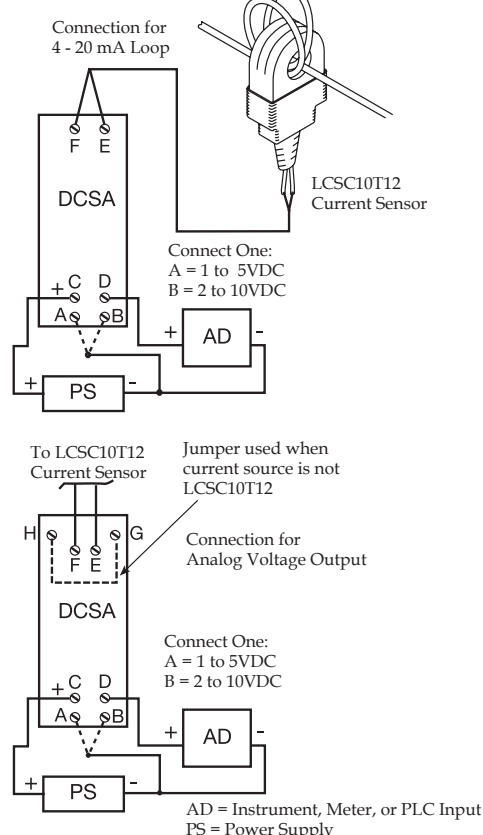 Connection for
4 - 20 mA Loop
F E
DCSA
LCSC10T12
Current Sensor
Connect One:
A = 1 to 5VDC
B = 2 to 10VDC
+ C D
A B
+ AD -
+ PS -
To LCSC10T12
Current Sensor
Jumper used when
current source is not
LCSC10T12
H G
F E
Connection for
Analog Voltage Output
DCSA
Connect One:
A = 1 to 5VDC
B = 2 to 10VDC
+ C D
A B
+ AD -
+ PS -
AD = Instrument, Meter, or PLC Input
PS = Power Supply